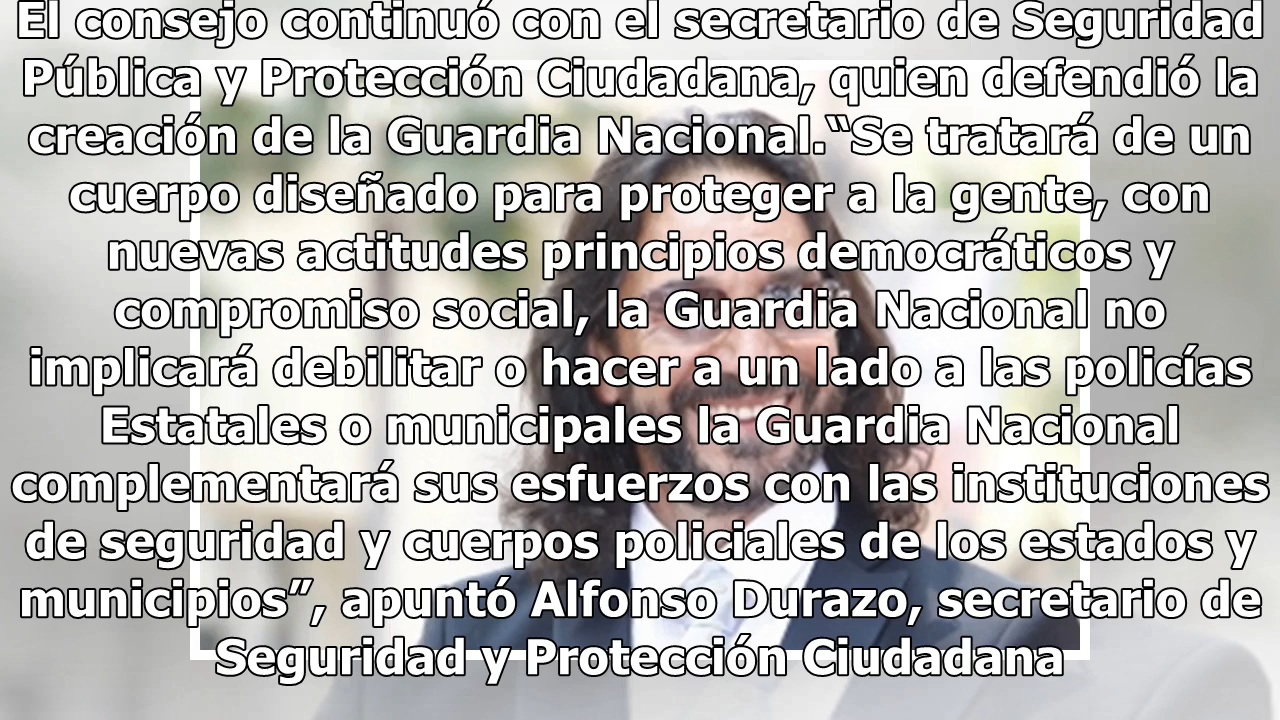 El consejo continuó con el secretario de Seguridad
Pública y Protección Ciudadana, quien defendió la
creación de la Guardia Nacional.“Se tratará de un
cuerpo diseñado para proteger a la gente, con
nuevas actitudes principios democráticos y
compromiso social, la Guardia Nacional no
implicará debilitar o hacer a un lado a las policías
Estatales o municipales la Guardia Nacional
complementará sus esfuerzos con las instituciones
de seguridad y cuerpos policiales de los estados y
municipios”, apuntó Alfonso Durazo, secretario de
Seguridad y Protección Ciudadana